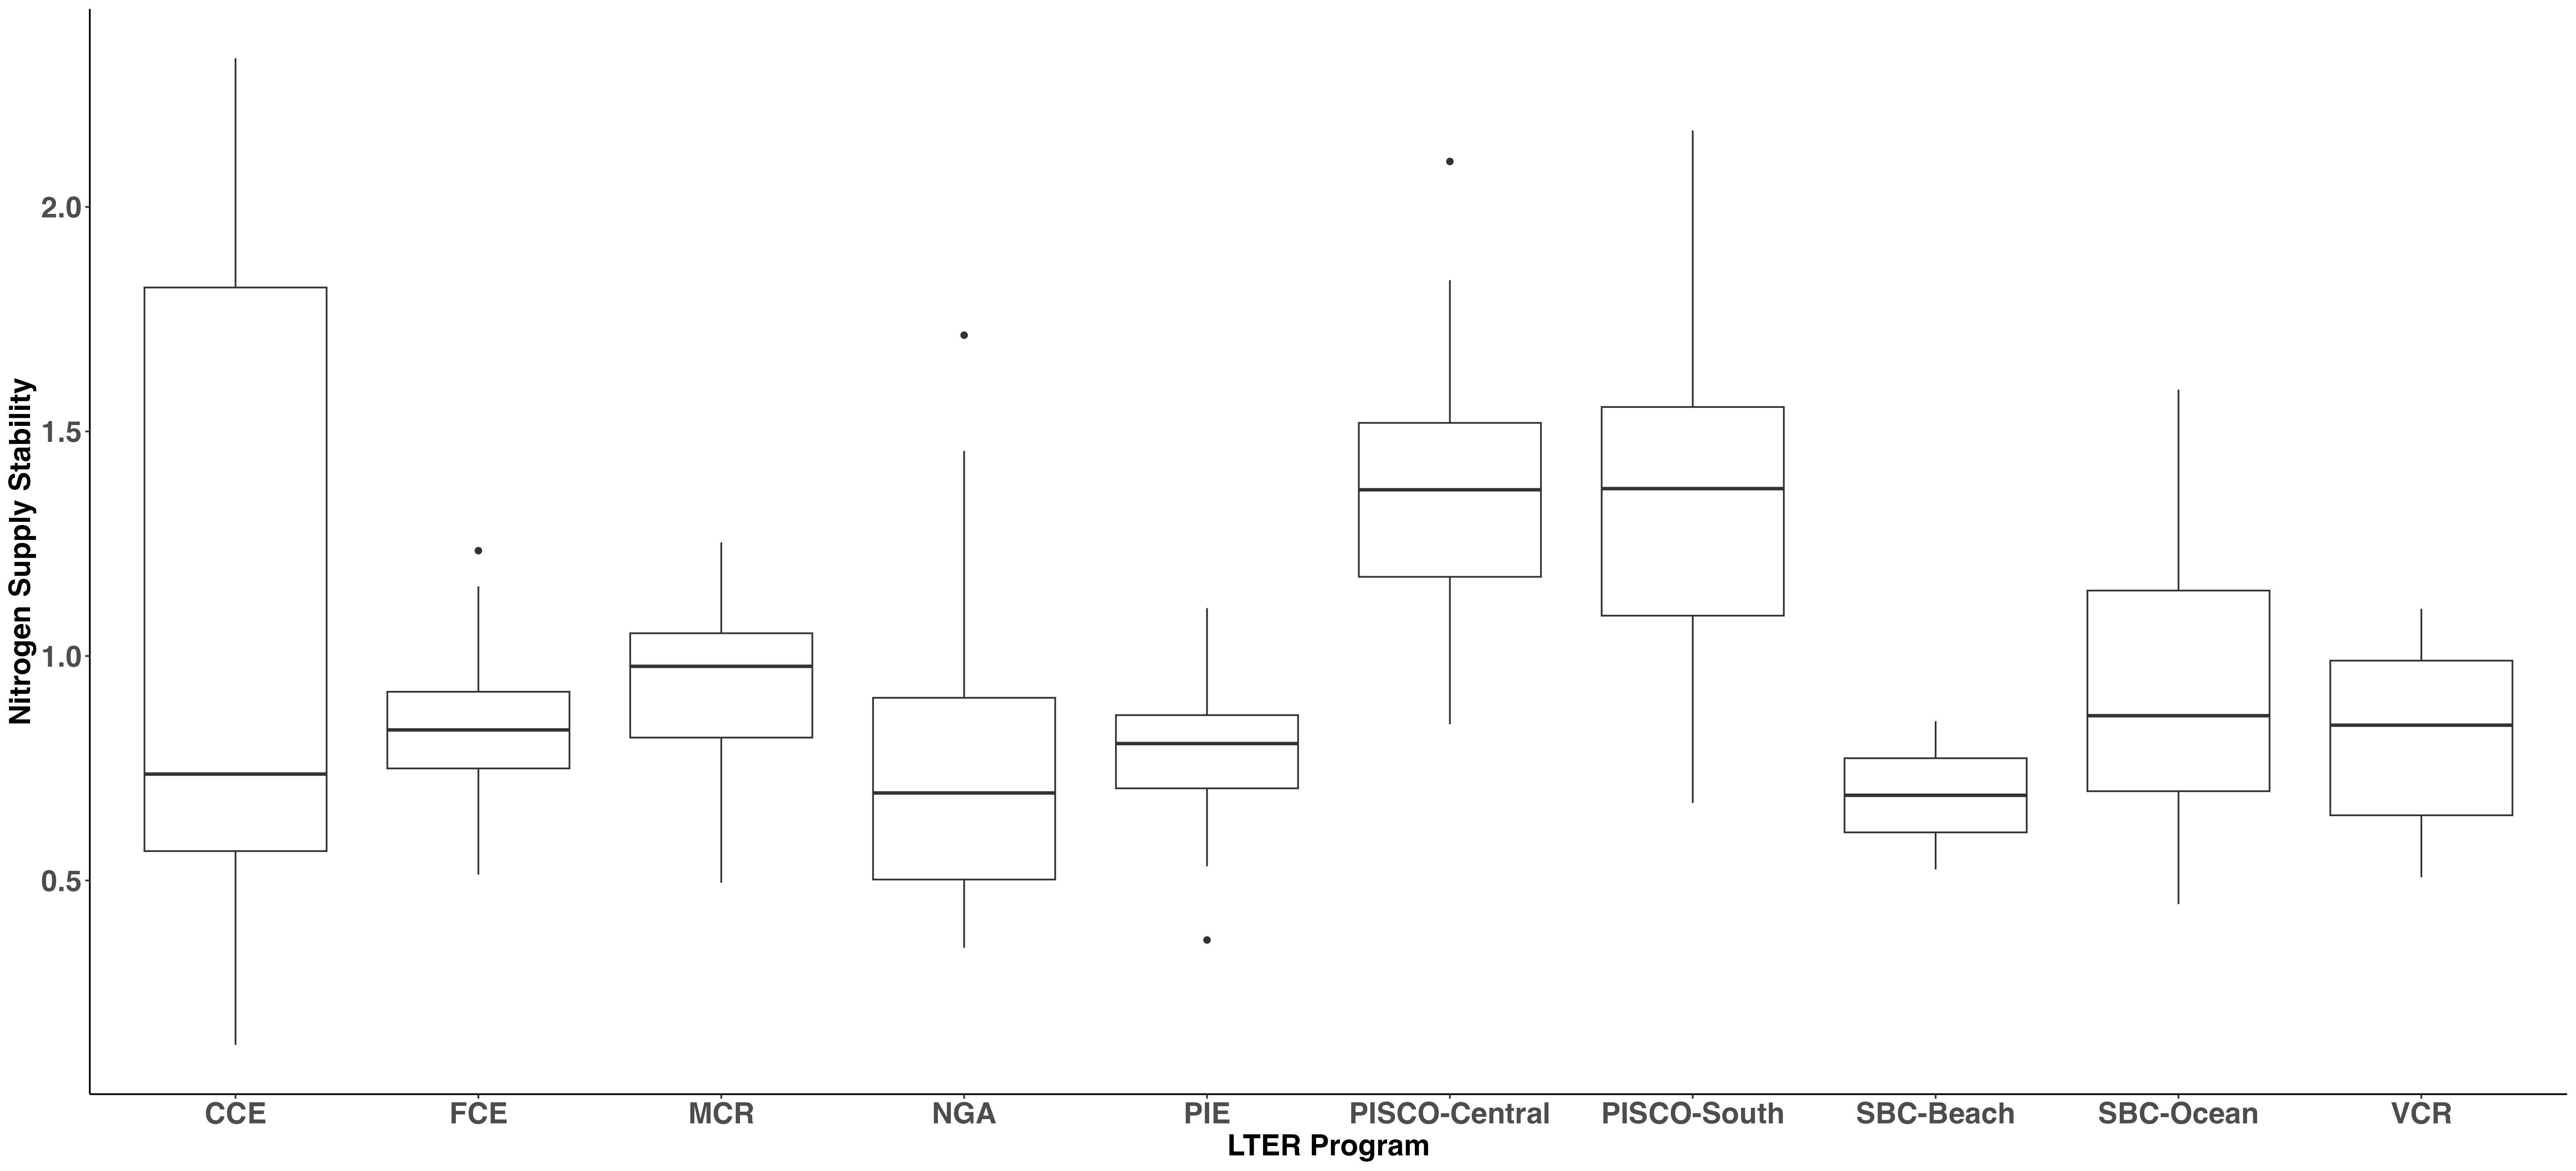 Nitrogen Supply Stability
2.0
1.5
1.0
0.5
CCE FCE MCR NGA PIE PISCO-Central PISCO-South SBC-Beach SBC-Ocean VCR
LTER Program